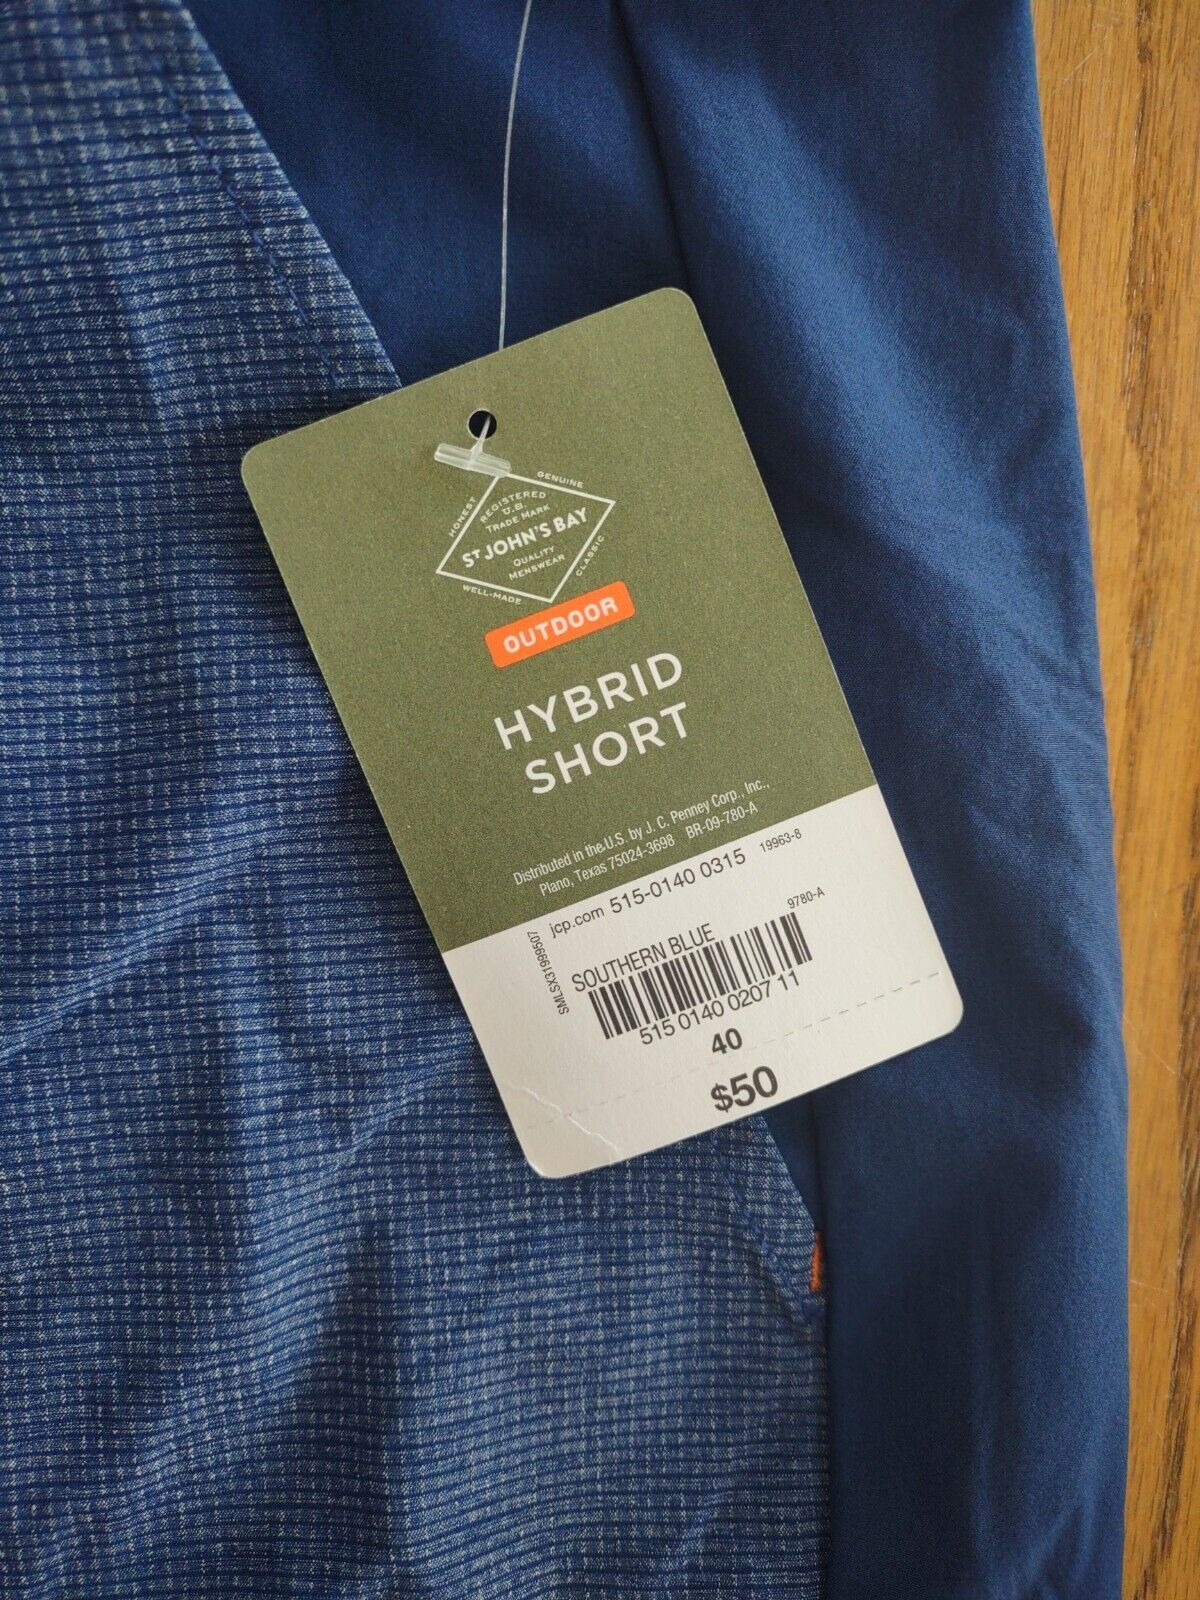 GENUINE
HONEST
REGISTERED
U.S.
TRADE MARK
ST JOHN'S BAY
QUALITY
MENSWEAR
CLASSIC
WELL-MADE
OUTDOOR
HYBRID
SHORT
Distributed in the U.S. by J. C. Penney Corp., Inc.,
Plano, Texas 75024-3698 BR-09-780-A
jcp.com 515-0140 0315 19963-8
SMLSX31999507
9780-A
SOUTHERN BLUE
515 0140 0207 11
40
$50